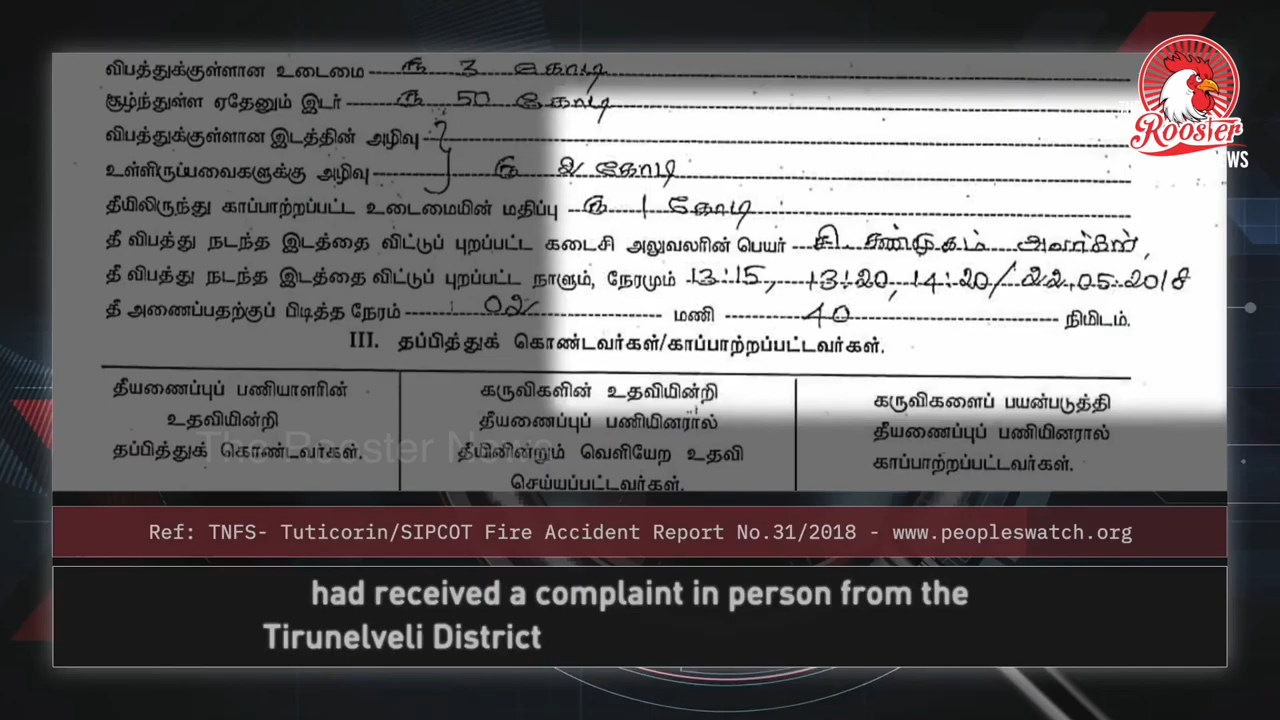 விபத்துக்குள்ளான உடைமை ரூ 3 கோடி
சூழ்ந்துள்ள ஏதேனும் இடர் ரூ 50 கோடி
விபத்துக்குள்ளான இடத்தின் அழிவு
உள்ளிருப்பவைகளுக்கு அழிவு ரூ 2 கோடி
தீயிலிருந்து காப்பாற்றப்பட்ட உடைமையின் மதிப்பு ரூ 1 கோடி
தீ விபத்து நடந்த இடத்தை விட்டுப் புறப்பட்ட கடைசி அலுவலரின் பெயர் சி சண்முகம் அவர்கள்,
தீ விபத்து நடந்த இடத்தை விட்டுப் புறப்பட்ட நாளும், நேரமும் 13:15, 13:20, 14:20/22.05.2018
தீ அணைப்பதற்குப் பிடித்த நேரம் 02 மணி 40 நிமிடம்.
III. தப்பித்துக் கொண்டவர்கள்/காப்பாற்றப்பட்டவர்கள்.
தீயணைப்புப் பணியாளரின்
உதவியின்றி
தப்பித்துக் கொண்டவர்கள்.
கருவிகளின் உதவியின்றி
தீயணைப்புப் பணியினரால்
தீயினின்றும் வெளியேற உதவி
செய்யப்பட்டவர்கள்.
கருவிகளைப் பயன்படுத்தி
தீயணைப்புப் பணியினரால்
காப்பாற்றப்பட்டவர்கள்.
The Rooster News
Rooster
NEWS
Ref: TNFS- Tuticorin/SIPCOT Fire Accident Report No.31/2018 - www.peopleswatch.org
had received a complaint in person from the
Tirunelveli District